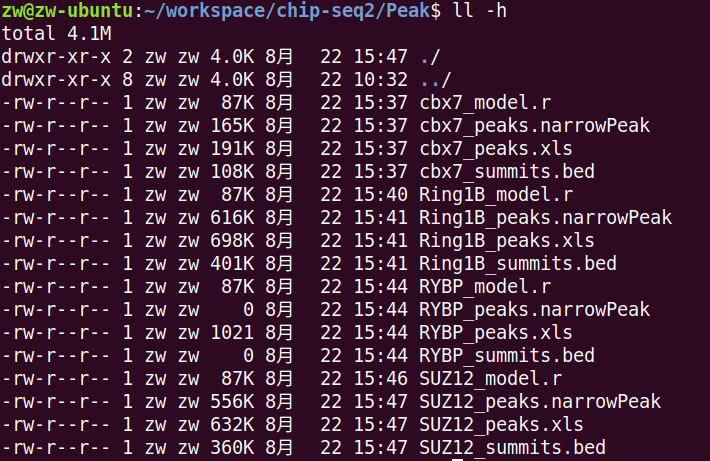 zw@zw-ubuntu:~/workspace/chip-seq2/Peak$ ll -h
total 4.1M
drwxr-xr-x 2 zw zw 4.0K 8月  22 15:47 ./
drwxr-xr-x 8 zw zw 4.0K 8月  22 10:32 ../
-rw-r--r-- 1 zw zw  87K 8月  22 15:37 cbx7_model.r
-rw-r--r-- 1 zw zw 165K 8月  22 15:37 cbx7_peaks.narrowPeak
-rw-r--r-- 1 zw zw 191K 8月  22 15:37 cbx7_peaks.xls
-rw-r--r-- 1 zw zw 108K 8月  22 15:37 cbx7_summits.bed
-rw-r--r-- 1 zw zw  87K 8月  22 15:40 Ring1B_model.r
-rw-r--r-- 1 zw zw 616K 8月  22 15:41 Ring1B_peaks.narrowPeak
-rw-r--r-- 1 zw zw 698K 8月  22 15:41 Ring1B_peaks.xls
-rw-r--r-- 1 zw zw 401K 8月  22 15:41 Ring1B_summits.bed
-rw-r--r-- 1 zw zw  87K 8月  22 15:44 RYBP_model.r
-rw-r--r-- 1 zw zw    0 8月  22 15:44 RYBP_peaks.narrowPeak
-rw-r--r-- 1 zw zw 1021 8月  22 15:44 RYBP_peaks.xls
-rw-r--r-- 1 zw zw    0 8月  22 15:44 RYBP_summits.bed
-rw-r--r-- 1 zw zw  87K 8月  22 15:46 SUZ12_model.r
-rw-r--r-- 1 zw zw 556K 8月  22 15:47 SUZ12_peaks.narrowPeak
-rw-r--r-- 1 zw zw 632K 8月  22 15:47 SUZ12_peaks.xls
-rw-r--r-- 1 zw zw 360K 8月  22 15:47 SUZ12_summits.bed